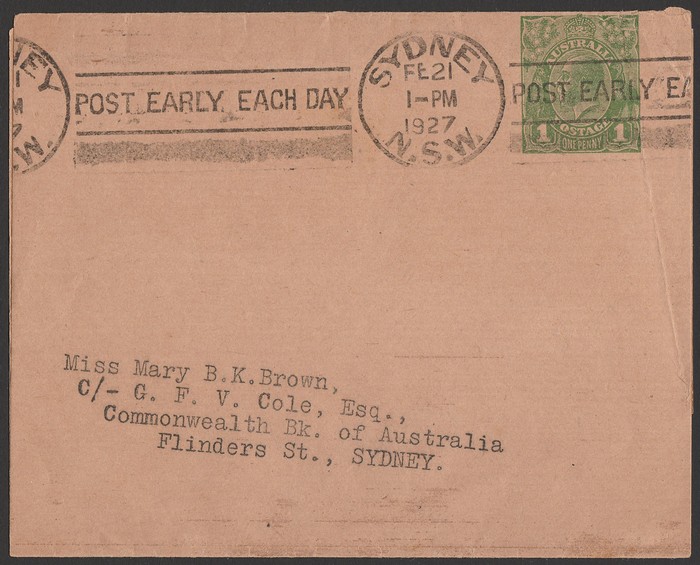 SYDNEY
FE 21
1-PM
1927
N.S.W.
POST EARLY EACH DAY
POST EARLY EA
NEY
.W.
AUSTRALIA
1 POSTAGE 1
ONE PENNY
Miss Mary B.K.Brown,
C/- G. F. V. Cole, Esq.,
Commonwealth Bk. of Australia
Flinders St., SYDNEY.